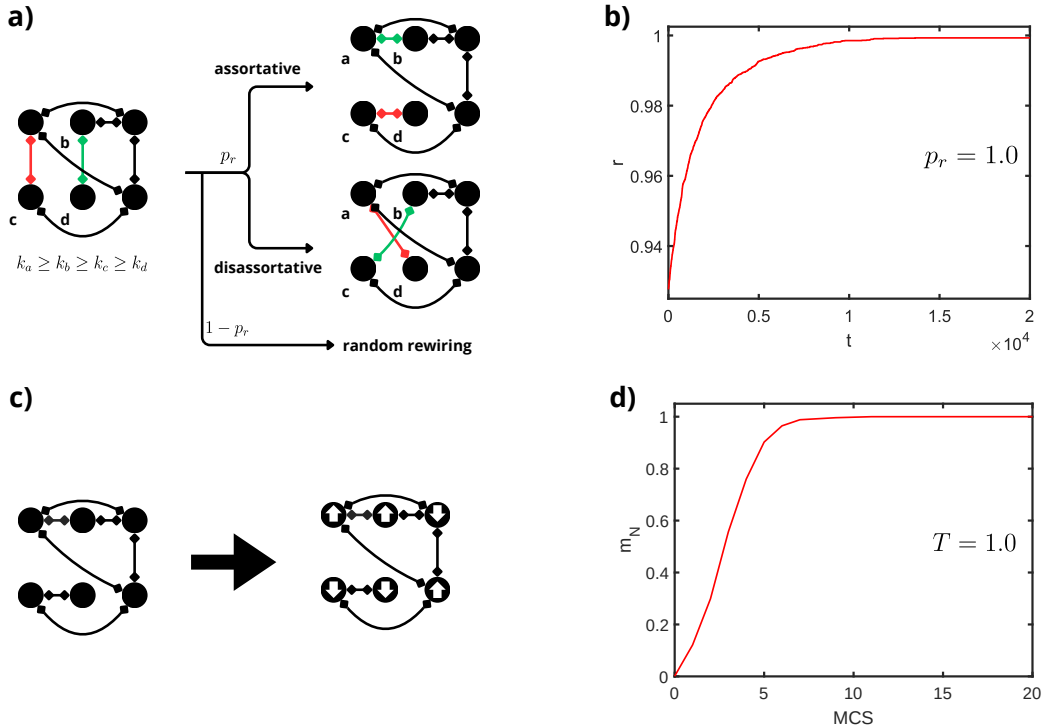 a)
assortative
a b
c d
b
c d
k_a ≥ k_b ≥ k_c ≥ k_d
p_r
a b
disassortative
c d
1 − p_r
random rewiring
b)
1
0.98
0.96
0.94
r
p_r = 1.0
0 0.5 1 1.5 2
t
×10^4
c)
d)
1
0.8
0.6
0.4
0.2
0
m_N
T = 1.0
0 5 10 15 20
MCS